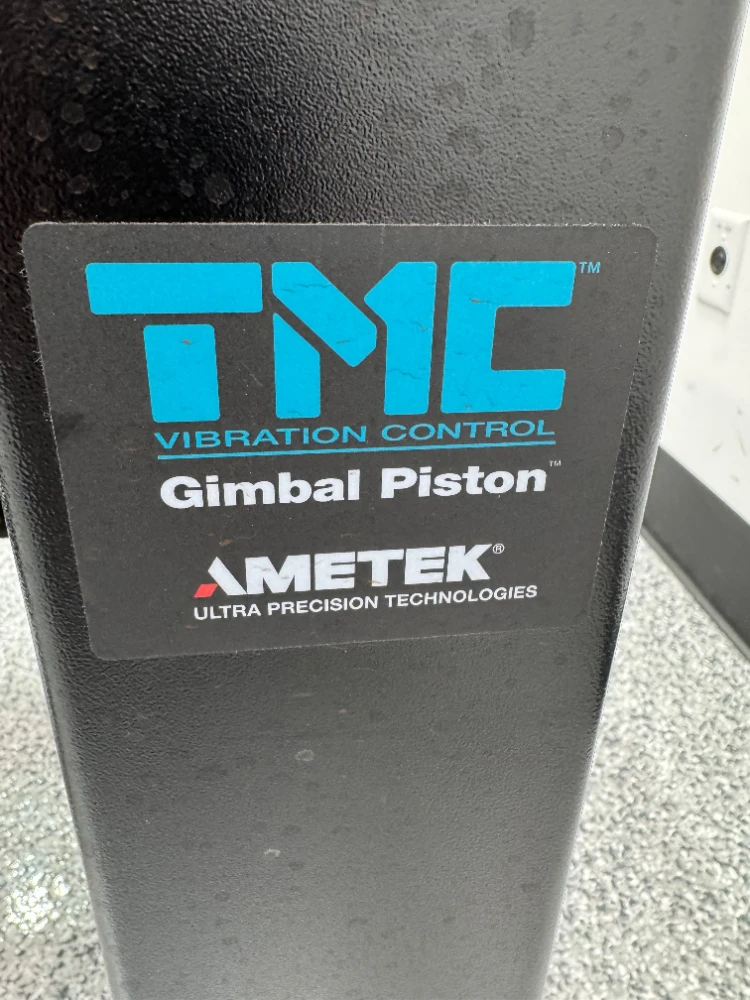 TMC™
VIBRATION CONTROL
Gimbal Piston™
AMETEK®
ULTRA PRECISION TECHNOLOGIES